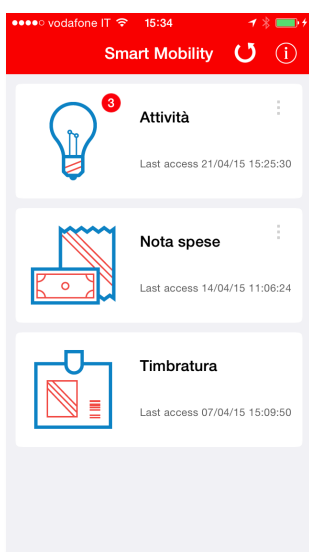 vodafone IT 15:34
Smart Mobility
3
Attività
Last access 21/04/15 15:25:30
Nota spese
Last access 14/04/15 11:06:24
Timbratura
Last access 07/04/15 15:09:50